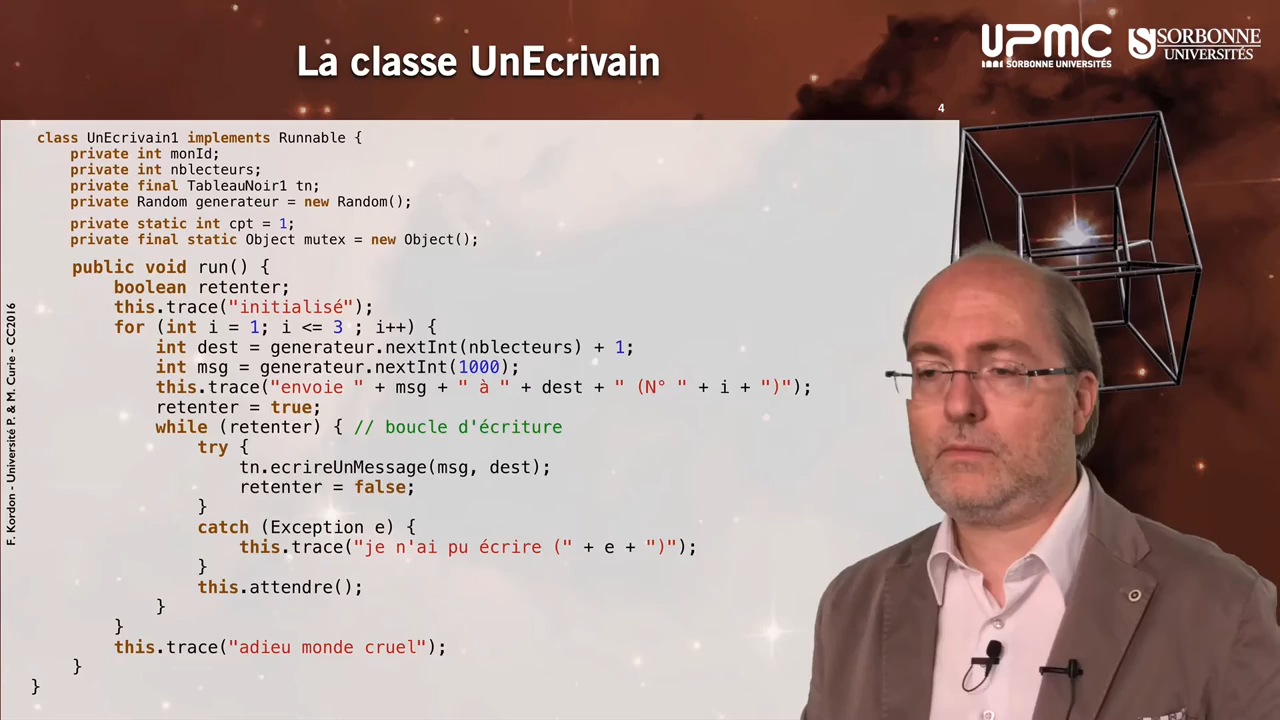 La classe UnEcrivain
UPMC
SORBONNE UNIVERSITÉS
SORBONNE
UNIVERSITÉS
4
class UnEcrivain1 implements Runnable {
private int monId;
private int nblecteurs;
private final TableauNoir1 tn;
private Random generateur = new Random();
private static int cpt = 1;
private final static Object mutex = new Object();
public void run() {
boolean retenter;
this.trace("initialisé");
for (int i = 1; i <= 3 ; i++) {
int dest = generateur.nextInt(nblecteurs) + 1;
int msg = generateur.nextInt(1000);
this.trace("envoie " + msg + " à " + dest + " (N° " + i + ")");
retenter = true;
while (retenter) { // boucle d'écriture
try {
tn.ecrireUnMessage(msg, dest);
retenter = false;
}
catch (Exception e) {
this.trace("je n'ai pu écrire (" + e + ")");
}
this.attendre();
}
}
this.trace("adieu monde cruel");
}
}
F. Kordon - Université P. & M. Curie - CC2016